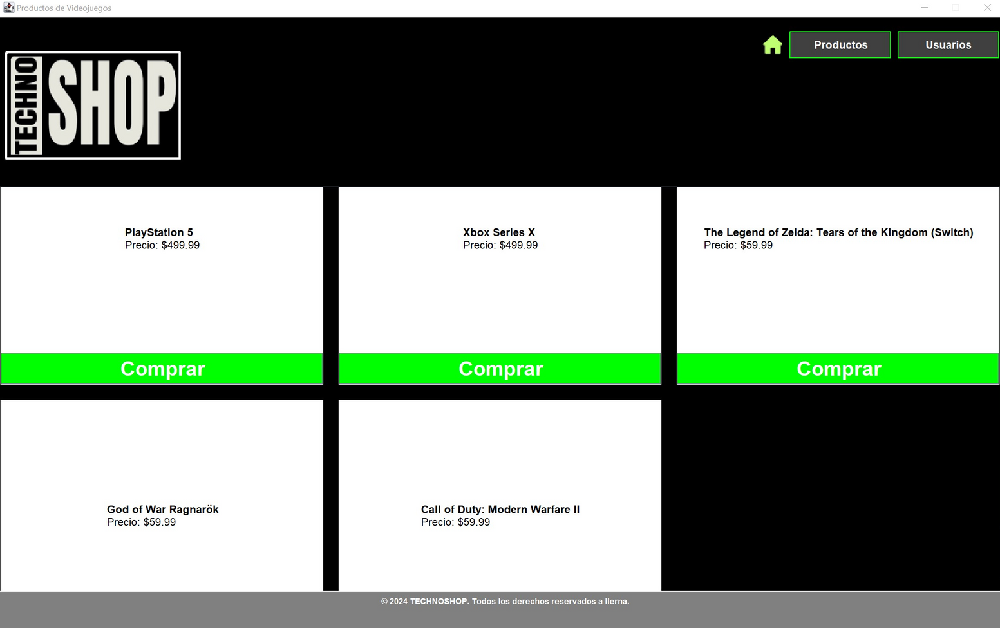 Productos de Videojuegos
Productos
Usuarios
TECHNO
SHOP
PlayStation 5
Precio: $499.99
Comprar
Xbox Series X
Precio: $499.99
Comprar
The Legend of Zelda: Tears of the Kingdom (Switch)
Precio: $59.99
Comprar
God of War Ragnarök
Precio: $59.99
Call of Duty: Modern Warfare II
Precio: $59.99
© 2024 TECHNOSHOP. Todos los derechos reservados a Ilerna.